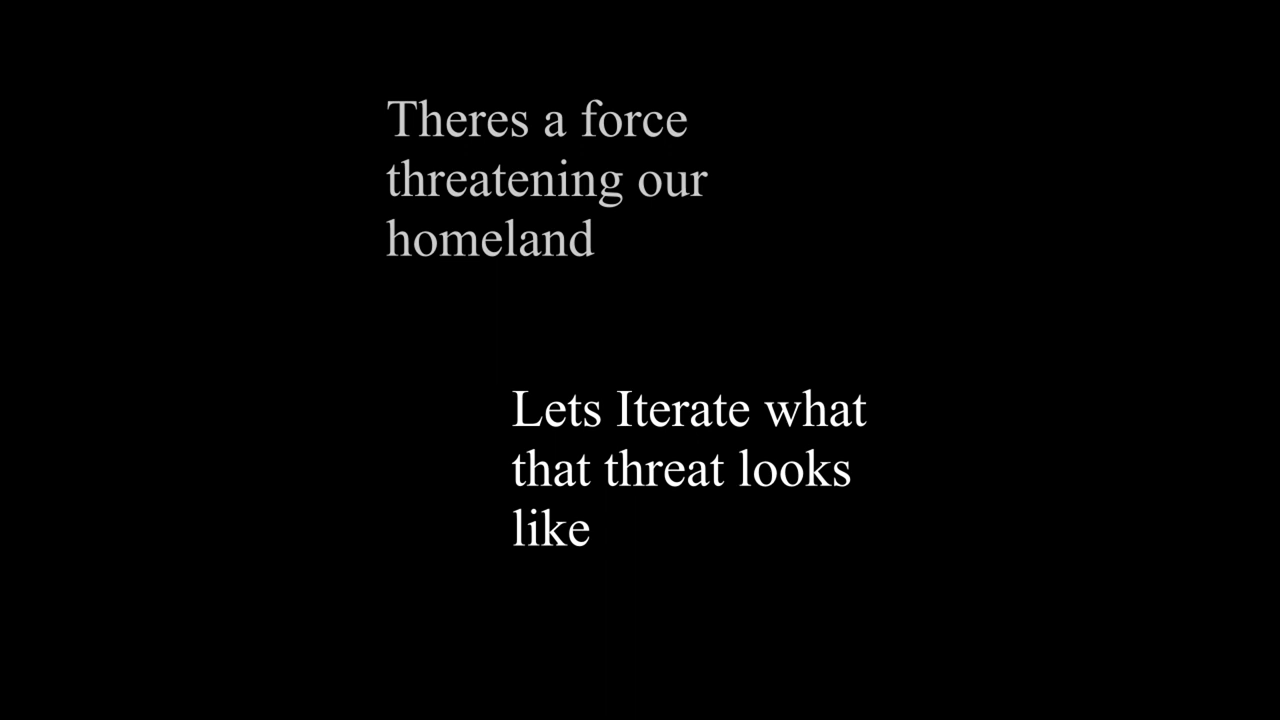 Theres a force
threatening our
homeland
Lets Iterate what
that threat looks
like